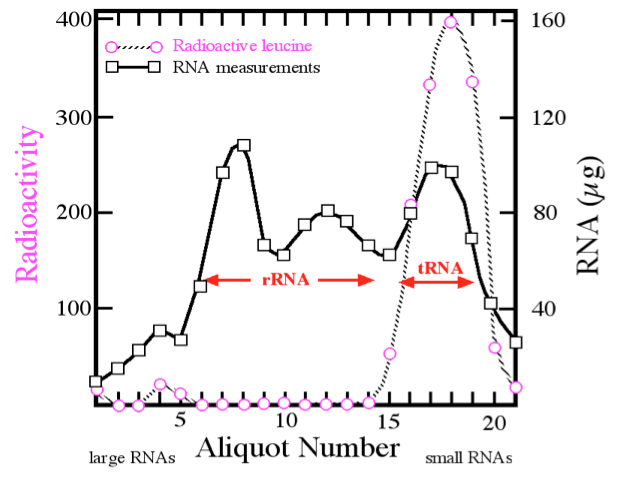 400
300
200
100
Radioactivity
Radioactive leucine
RNA measurements
rRNA
tRNA
160
120
80
40
RNA (µg)
5
10
15
20
Aliquot Number
large RNAs
small RNAs